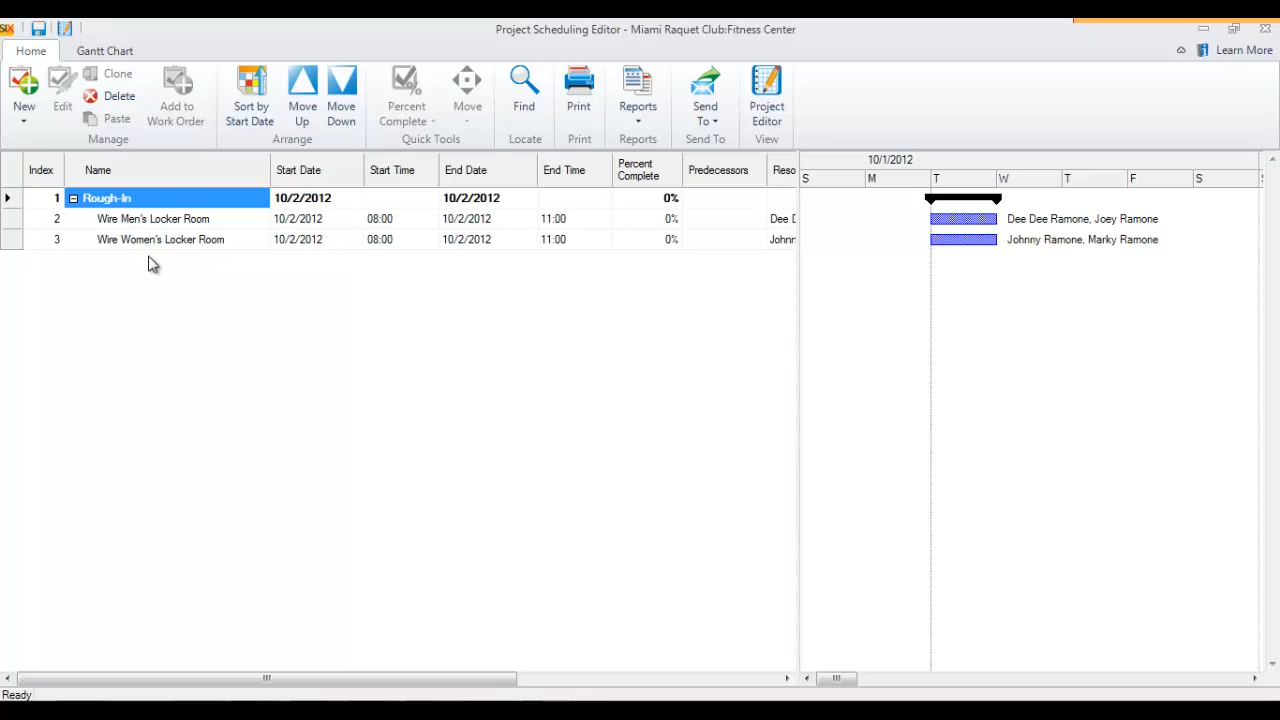 SIX
Project Scheduling Editor - Miami Raquet Club:Fitness Center
Home Gantt Chart Learn More
New Edit Clone Delete Paste Add to Work Order Sort by Start Date Move Up Move Down Percent Complete Move Find Print Reports Send To Project Editor
Manage Arrange Quick Tools Locate Print Reports Send To View
Index Name Start Date Start Time End Date End Time Percent Complete Predecessors Reso
10/1/2012
S M T W T F S
1 Rough-In 10/2/2012 10/2/2012 0%
2 Wire Men's Locker Room 10/2/2012 08:00 10/2/2012 11:00 0% Dee D Dee Dee Ramone, Joey Ramone
3 Wire Women's Locker Room 10/2/2012 08:00 10/2/2012 11:00 0% Johnn Johnny Ramone, Marky Ramone
Ready